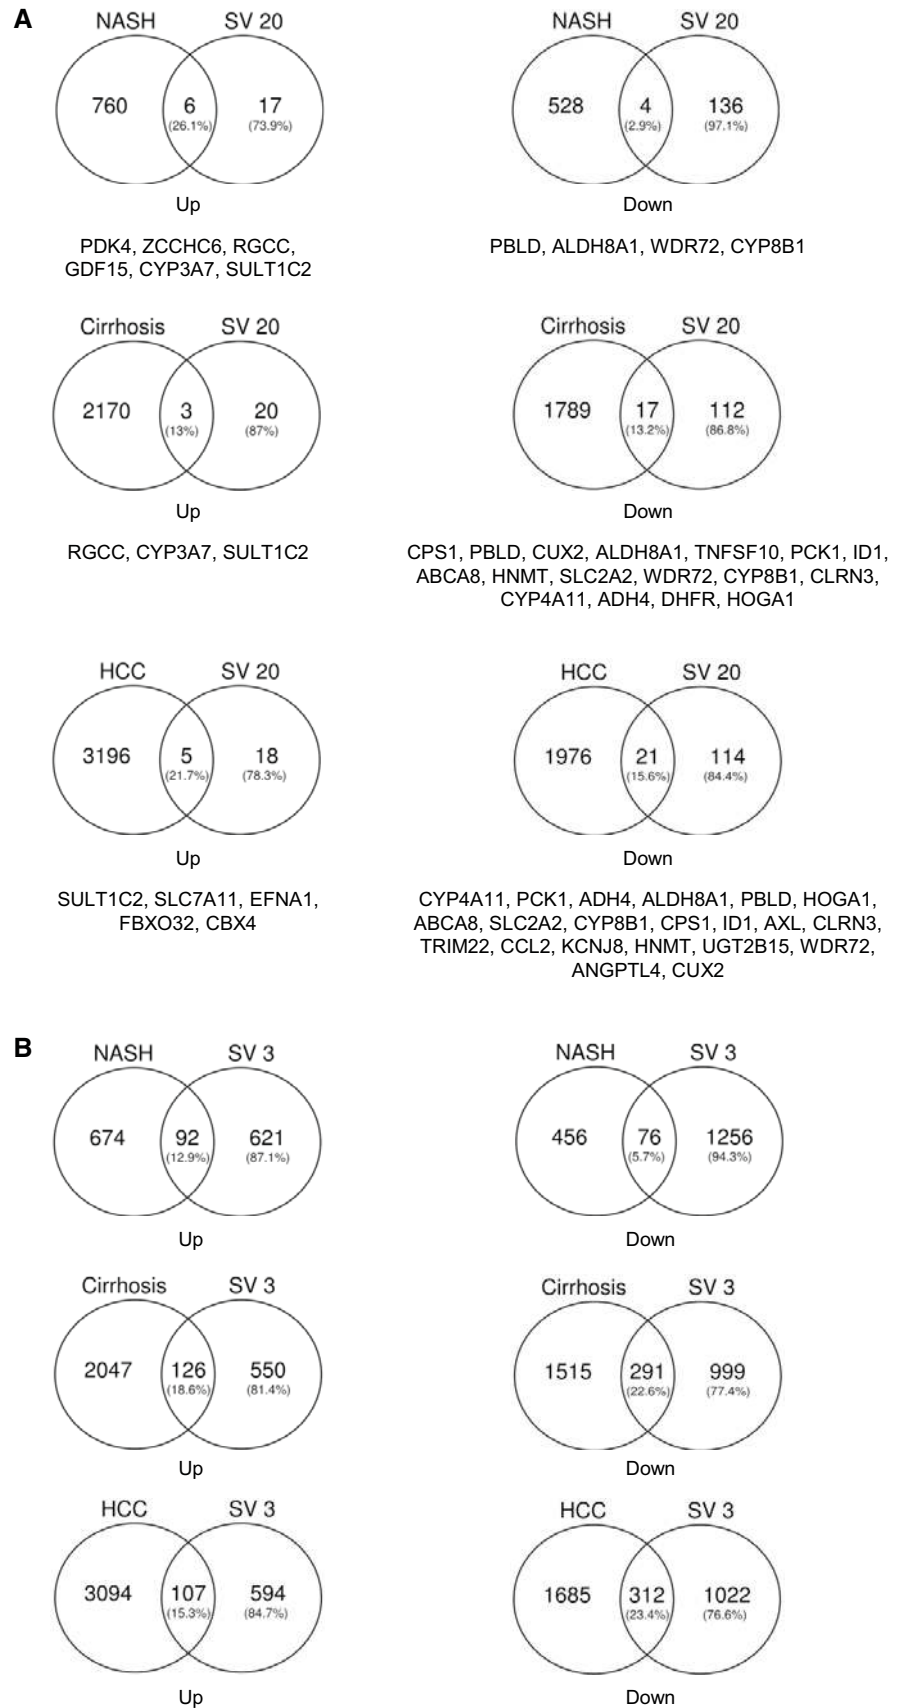 A
NASH SV 20
760 6 17
(26.1%) (73.9%)
Up
PDK4, ZCCHC6, RGCC,
GDF15, CYP3A7, SULT1C2
NASH SV 20
528 4 136
(2.9%) (97.1%)
Down
PBLD, ALDH8A1, WDR72, CYP8B1
Cirrhosis SV 20
2170 3 20
(13%) (87%)
Up
RGCC, CYP3A7, SULT1C2
Cirrhosis SV 20
1789 17 112
(13.2%) (86.8%)
Down
CPS1, PBLD, CUX2, ALDH8A1, TNFSF10, PCK1, ID1,
ABCA8, HNMT, SLC2A2, WDR72, CYP8B1, CLRN3,
CYP4A11, ADH4, DHFR, HOGA1
HCC SV 20
3196 5 18
(21.7%) (78.3%)
Up
SULT1C2, SLC7A11, EFNA1,
FBXO32, CBX4
HCC SV 20
1976 21 114
(15.6%) (84.4%)
Down
CYP4A11, PCK1, ADH4, ALDH8A1, PBLD, HOGA1,
ABCA8, SLC2A2, CYP8B1, CPS1, ID1, AXL, CLRN3,
TRIM22, CCL2, KCNJ8, HNMT, UGT2B15, WDR72,
ANGPTL4, CUX2
B
NASH SV 3
674 92 621
(12.9%) (87.1%)
Up
NASH SV 3
456 76 1256
(5.7%) (94.3%)
Down
Cirrhosis SV 3
2047 126 550
(18.6%) (81.4%)
Up
Cirrhosis SV 3
1515 291 999
(22.6%) (77.4%)
Down
HCC SV 3
3094 107 594
(15.3%) (84.7%)
Up
HCC SV 3
1685 312 1022
(23.4%) (76.6%)
Down